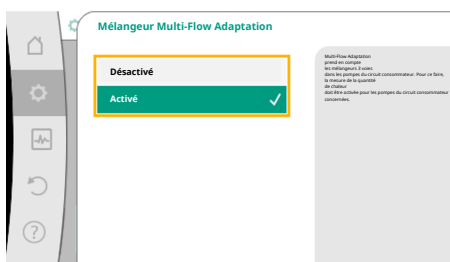 Mélangeur Multi-Flow Adaptation
Désactivé
Activé
Multi-Flow Adaptation
prend en compte
les mélangeurs 3 voies
dans les pompes du circuit consommateur. Pour ce faire,
la mesure de la quantité
de chaleur
doit être activée pour les pompes du circuit consommateur
concernées.
?